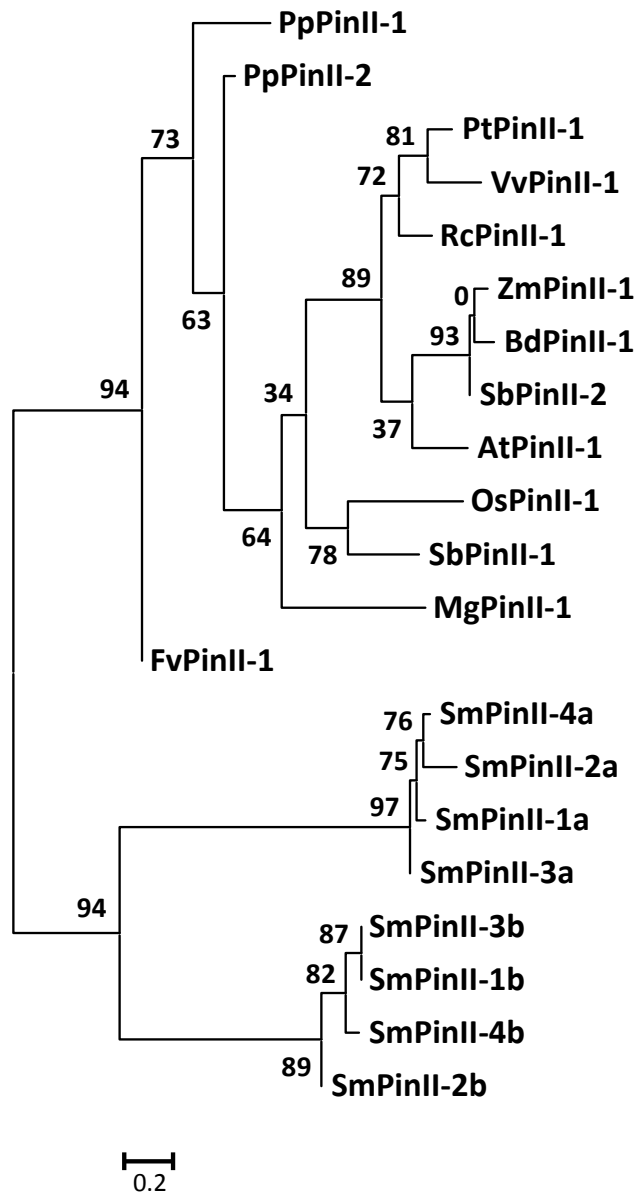 PpPinII-1
PpPinII-2
73
PtPinII-1
81
72
VvPinII-1
RcPinII-1
89
0
ZmPinII-1
63
93
BdPinII-1
94
34
SbPinII-2
37
AtPinII-1
OsPinII-1
64
78
SbPinII-1
MgPinII-1
FvPinII-1
76
SmPinII-4a
75
SmPinII-2a
97
SmPinII-1a
SmPinII-3a
94
87
SmPinII-3b
82
SmPinII-1b
SmPinII-4b
89
SmPinII-2b
0.2